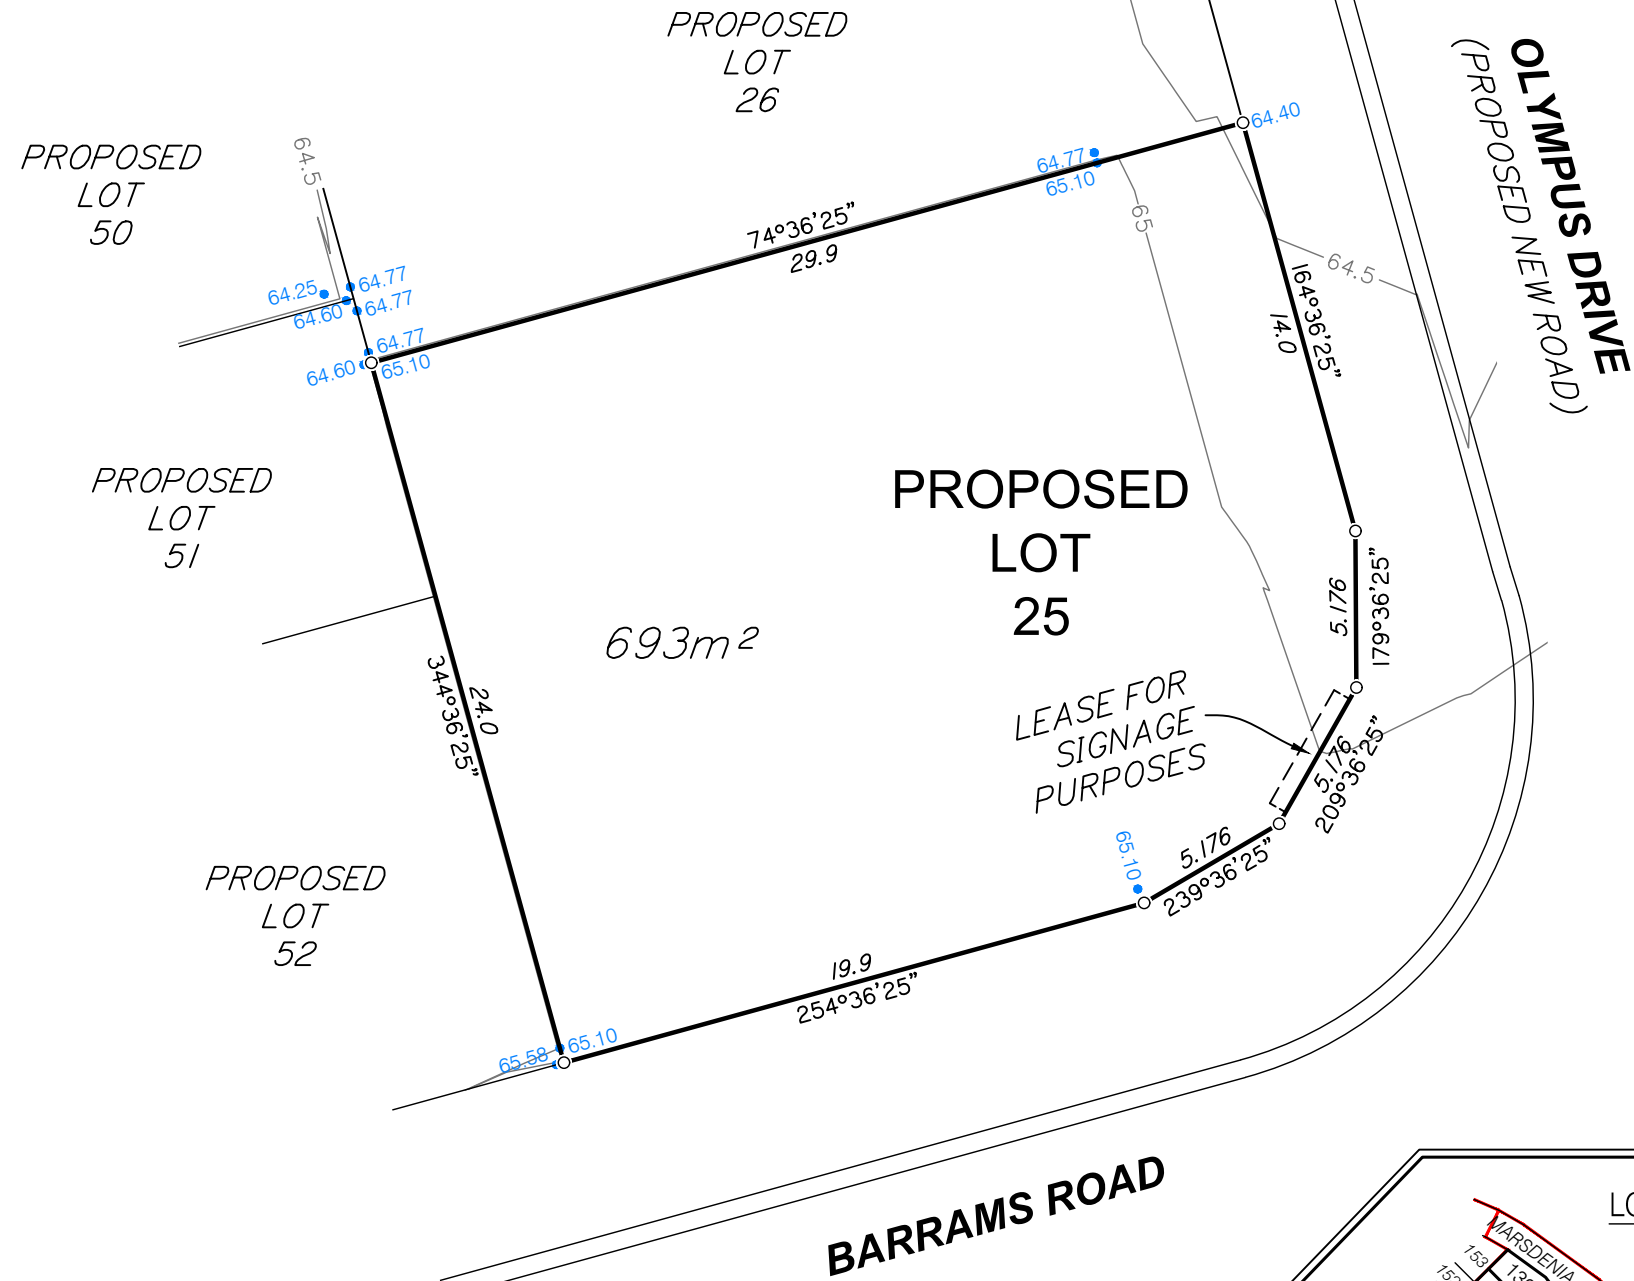 PROPOSED
LOT
26
OLYMPUS DRIVE
(PROPOSED NEW ROAD)
64.40
PROPOSED
LOT
50
64.5
64.77
65.10
65
74°36'25"
29.9
64.5
164°36'25"
14.0
64.25
64.77
64.60
64.77
64.77
64.60
65.10
PROPOSED
LOT
51
PROPOSED
LOT
25
693m²
5.176
179°36'25"
344°36'25"
24.0
LEASE FOR
SIGNAGE
PURPOSES
5.176
209°36'25"
65.10
5.176
239°36'25"
PROPOSED
LOT
52
19.9
254°36'25"
65.58
65.10
BARRAMS ROAD
MARSDENIA
153